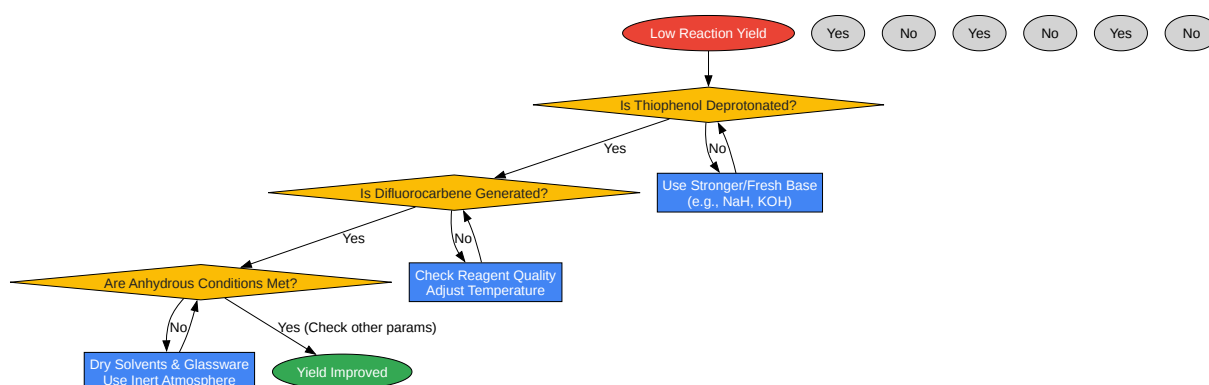 Low Reaction Yield
Yes
No
Yes
No
Yes
No
Is Thiophenol Deprotonated?
Yes
No
Use Stronger/Fresh Base
(e.g., NaH, KOH)
Is Difluorocarbene Generated?
Yes
No
Check Reagent Quality
Adjust Temperature
Are Anhydrous Conditions Met?
No
Yes (Check other params)
Dry Solvents & Glassware
Use Inert Atmosphere
Yield Improved